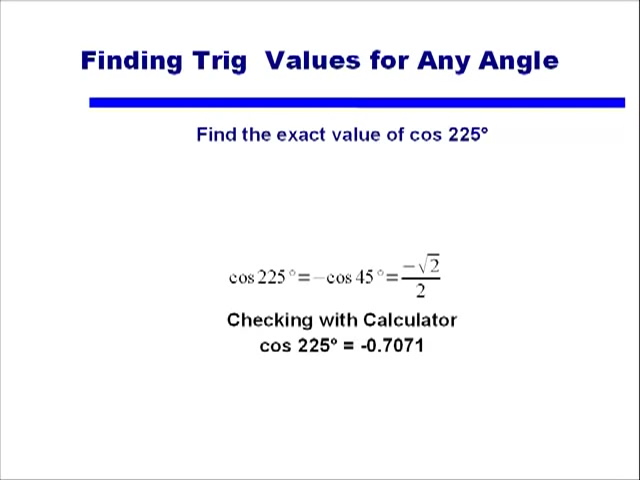 Finding Trig Values for Any Angle
Find the exact value of cos 225°
cos 225° = −cos 45° = −√2/2
Checking with Calculator
cos 225° = -0.7071